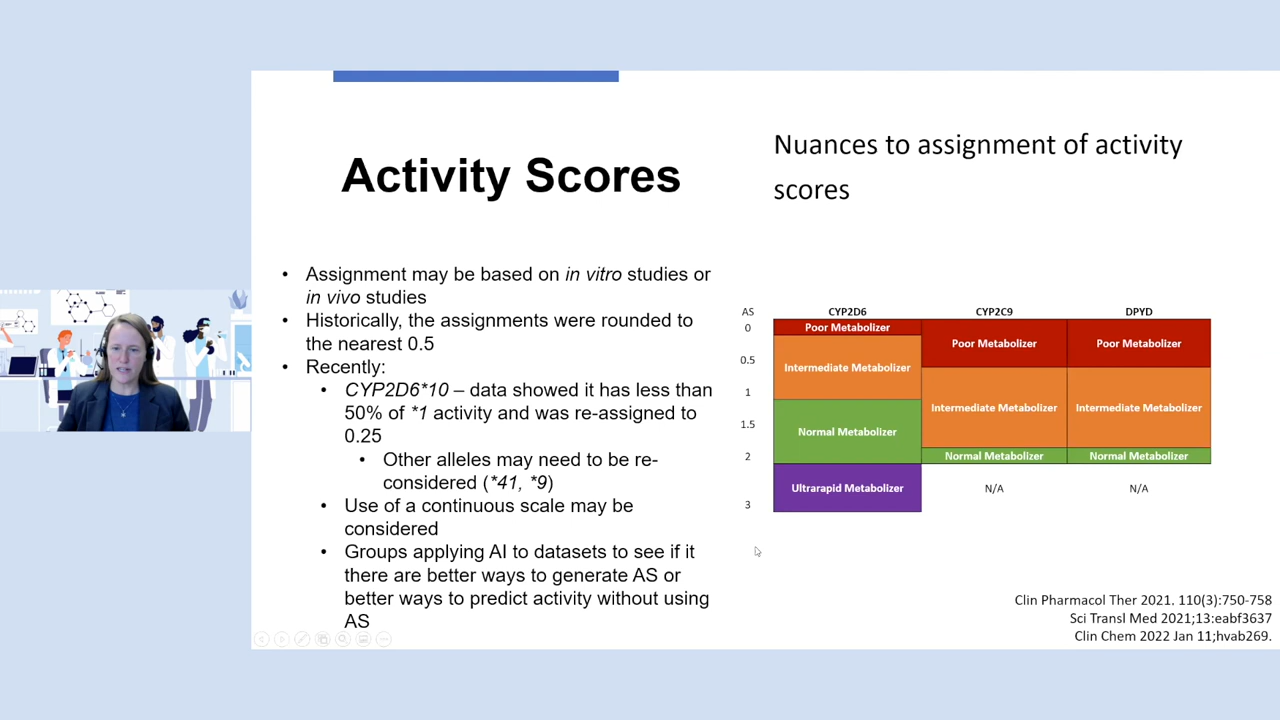 Activity Scores
Nuances to assignment of activity
scores
• Assignment may be based on in vitro studies or
in vivo studies
• Historically, the assignments were rounded to
the nearest 0.5
• Recently:
• CYP2D6*10 – data showed it has less than
50% of *1 activity and was re-assigned to
0.25
• Other alleles may need to be re-
considered (*41, *9)
• Use of a continuous scale may be
considered
• Groups applying AI to datasets to see if it
there are better ways to generate AS or
better ways to predict activity without using
AS
AS CYP2D6 CYP2C9 DPYD
0 Poor Metabolizer
Poor Metabolizer Poor Metabolizer
0.5
Intermediate Metabolizer
1
Intermediate Metabolizer Intermediate Metabolizer
1.5 Normal Metabolizer
2 Normal Metabolizer Normal Metabolizer
Ultrarapid Metabolizer N/A N/A
3
Clin Pharmacol Ther 2021. 110(3):750-758
Sci Transl Med 2021;13:eabf3637
Clin Chem 2022 Jan 11;hvab269.